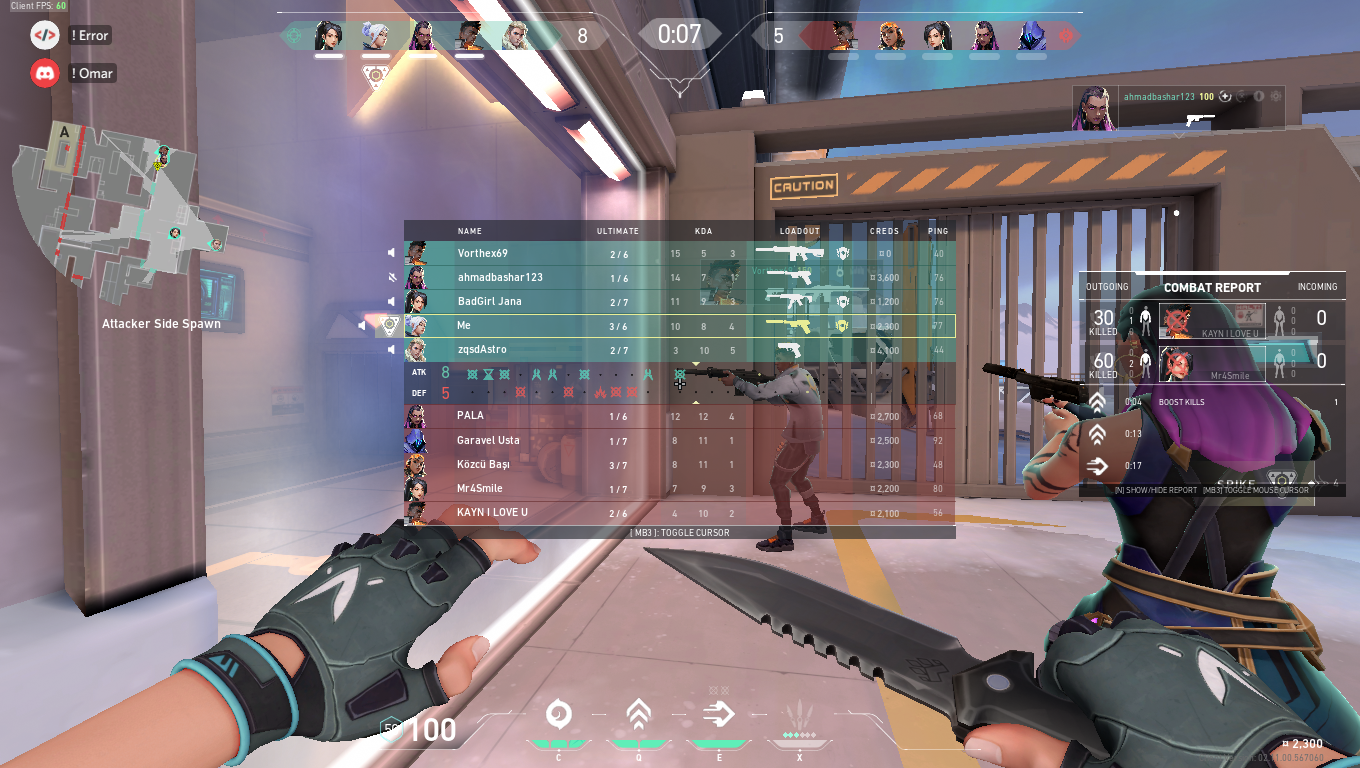 Client FPS: 60
! Error
! Omar
8
0:07
5
ahmadbashar123 100
A
CAUTION
Attacker Side Spawn
NAME ULTIMATE KDA LOADOUT CREDS PING
Vorthex69 2 / 6 15 5 3 0 40
ahmadbashar123 1 / 6 14 7 1 3,600 76
BadGirl Jana 2 / 7 11 9 3 1,200 76
Me 3 / 6 10 8 4 2,300 77
zqsdAstro 2 / 7 3 10 5 4,100 44
ATK 8
DEF 5
PALA 1 / 6 12 12 4 2,700 68
Garavel Usta 1 / 7 8 11 1 2,500 92
Közcü Başı 3 / 7 8 11 1 2,300 48
Mr4Smile 1 / 7 7 9 3 2,200 80
KAYN I LOVE U 2 / 6 4 10 2 2,100 56
[ MB3 ]: TOGGLE CURSOR
OUTGOING COMBAT REPORT INCOMING
30 KILLED KAYN I LOVE U 0
60 KILLED Mr4Smile 0
0:04 BOOST KILLS 1
0:13
0:17
SPIKE
[N] SHOW/HIDE REPORT [MB3] TOGGLE MOUSE CURSOR
50 100
C Q E X
2,300